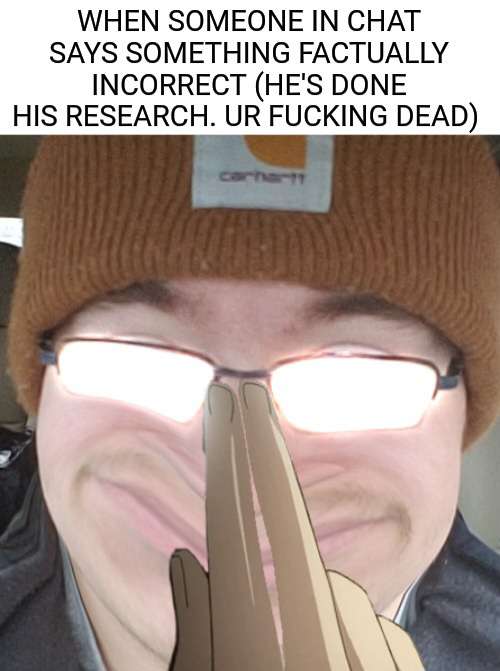 WHEN SOMEONE IN CHAT
SAYS SOMETHING FACTUALLY
INCORRECT (HE'S DONE
HIS RESEARCH. UR FUCKING DEAD)
carhartt